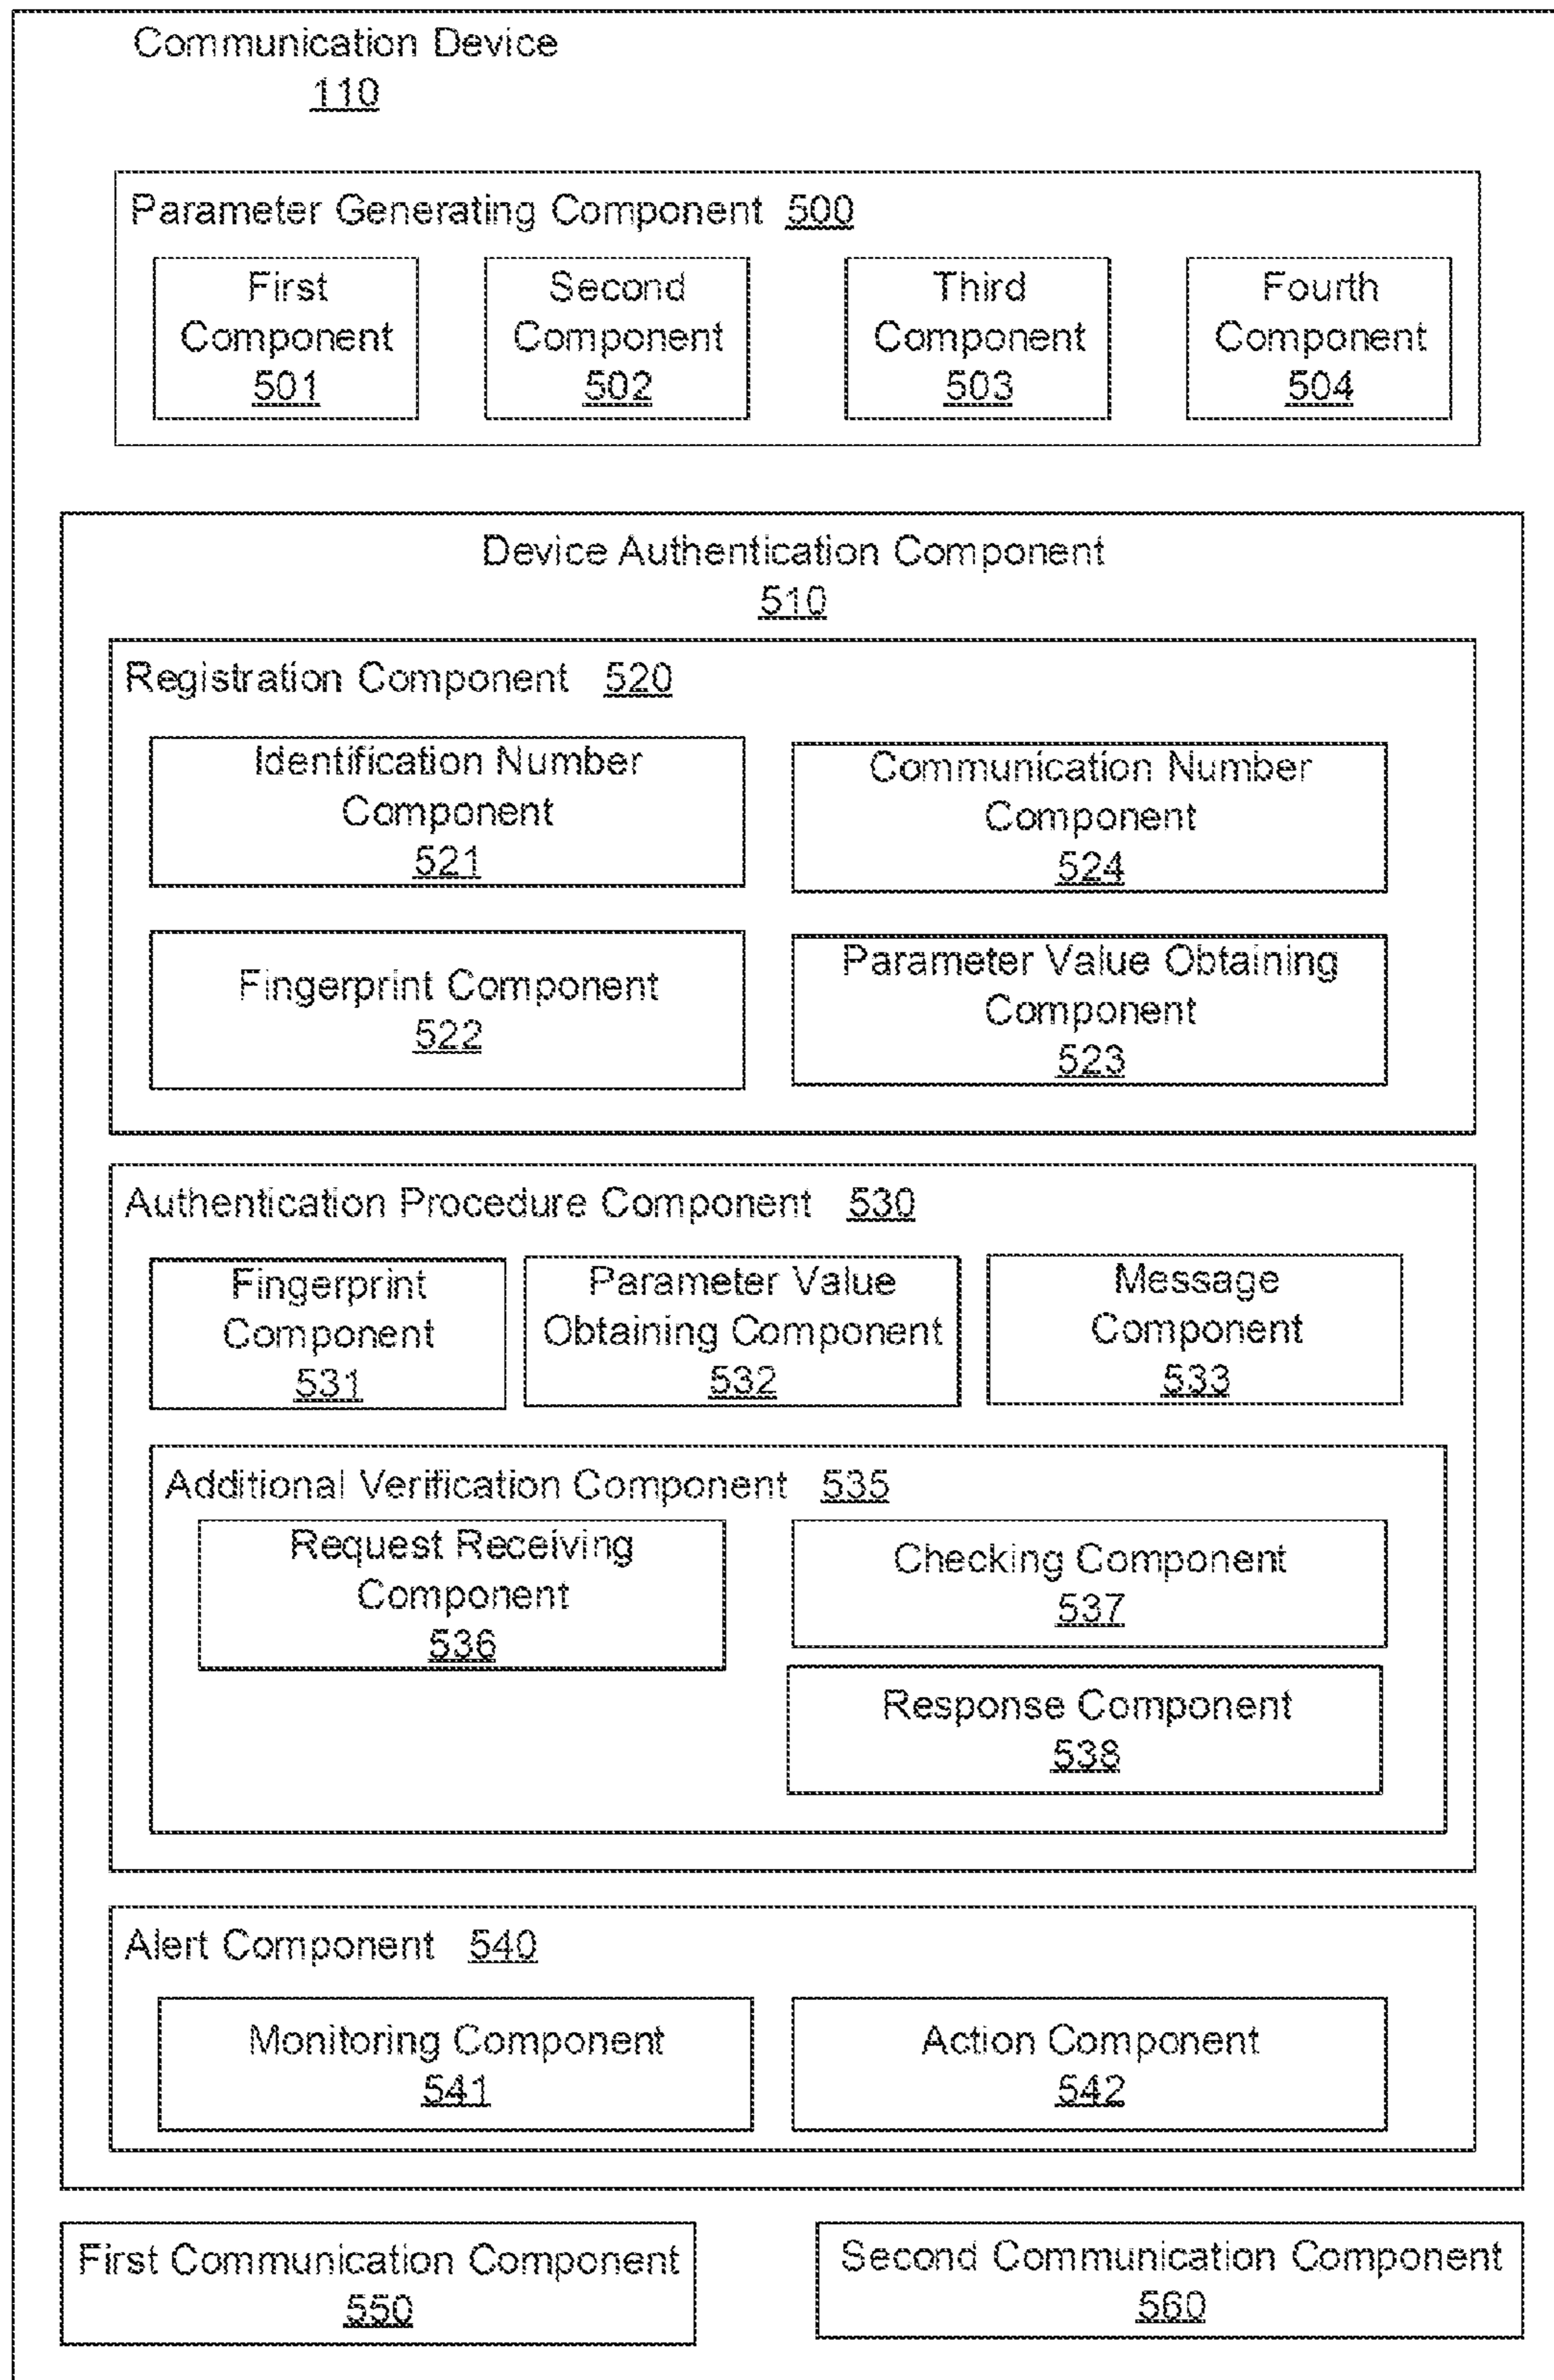 Communication Device
110
Parameter Generating Component 500
First
Component
501
Second
Component
502
Third
Component
503
Fourth
Component
504
Device Authentication Component
510
Registration Component 520
Identification Number
Component
521
Communication Number
Component
524
Fingerprint Component
522
Parameter Value Obtaining
Component
523
Authentication Procedure Component 530
Fingerprint
Component
531
Parameter Value
Obtaining Component
532
Message
Component
533
Additional Verification Component 535
Request Receiving
Component
536
Checking Component
537
Response Component
538
Alert Component 540
Monitoring Component
541
Action Component
542
First Communication Component
550
Second Communication Component
560